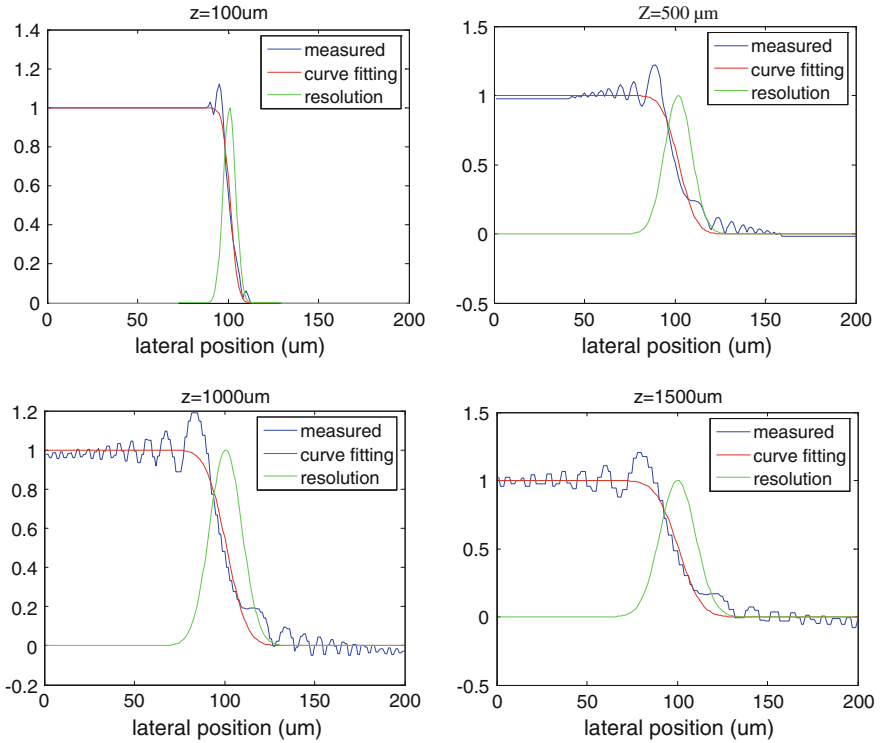 z=100um
1.4
1.2
1
0.8
0.6
0.4
0.2
0
0 50 100 150 200
lateral position (um)
measured
curve fitting
resolution
Z=500 μm
1.5
1
0.5
0
-0.5
0 50 100 150 200
lateral position (um)
measured
curve fitting
resolution
z=1000um
1.2
1
0.8
0.6
0.4
0.2
0
-0.2
0 50 100 150 200
lateral position (um)
measured
curve fitting
resolution
z=1500um
1.5
1
0.5
0
-0.5
0 50 100 150 200
lateral position (um)
measured
curve fitting
resolution